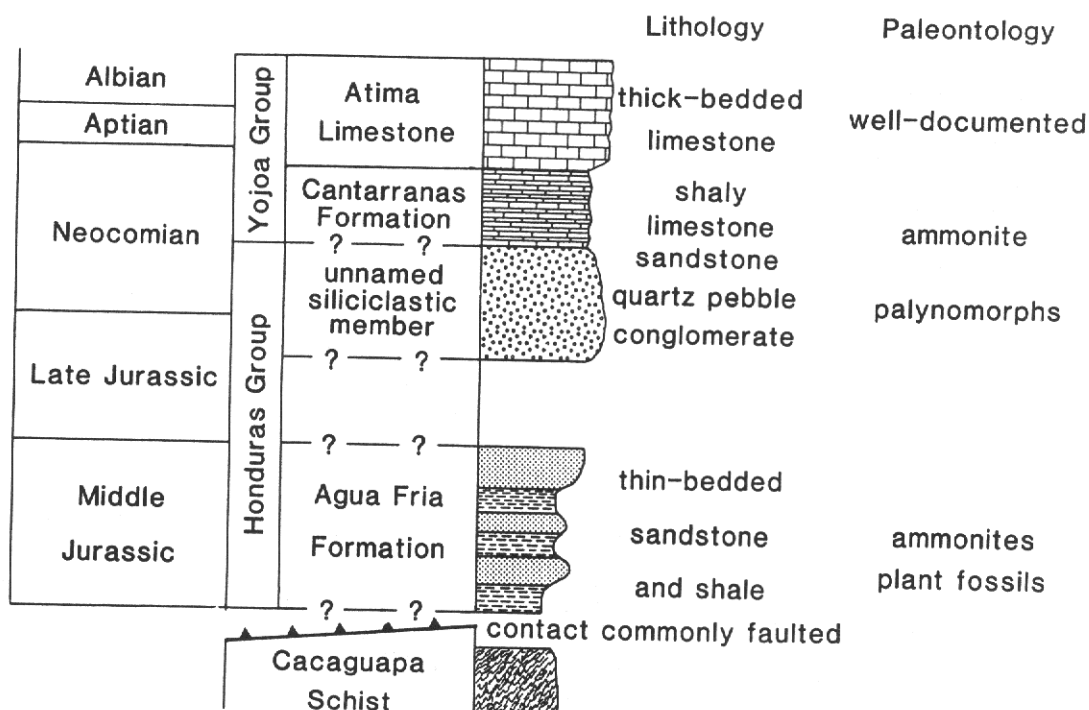 Lithology
Paleontology
Albian
Aptian
Neocomian
Late Jurassic
Middle
Jurassic
Yojoa Group
Honduras Group
Atima
Limestone
Cantarranas
Formation
? ?
unnamed
siliciclastic
member
? ?
? ?
Agua Fria
Formation
? ?
Cacaguapa
Schist
thick-bedded
limestone
shaly
limestone
sandstone
quartz pebble
conglomerate
thin-bedded
sandstone
and shale
contact commonly faulted
well-documented
ammonite
palynomorphs
ammonites
plant fossils